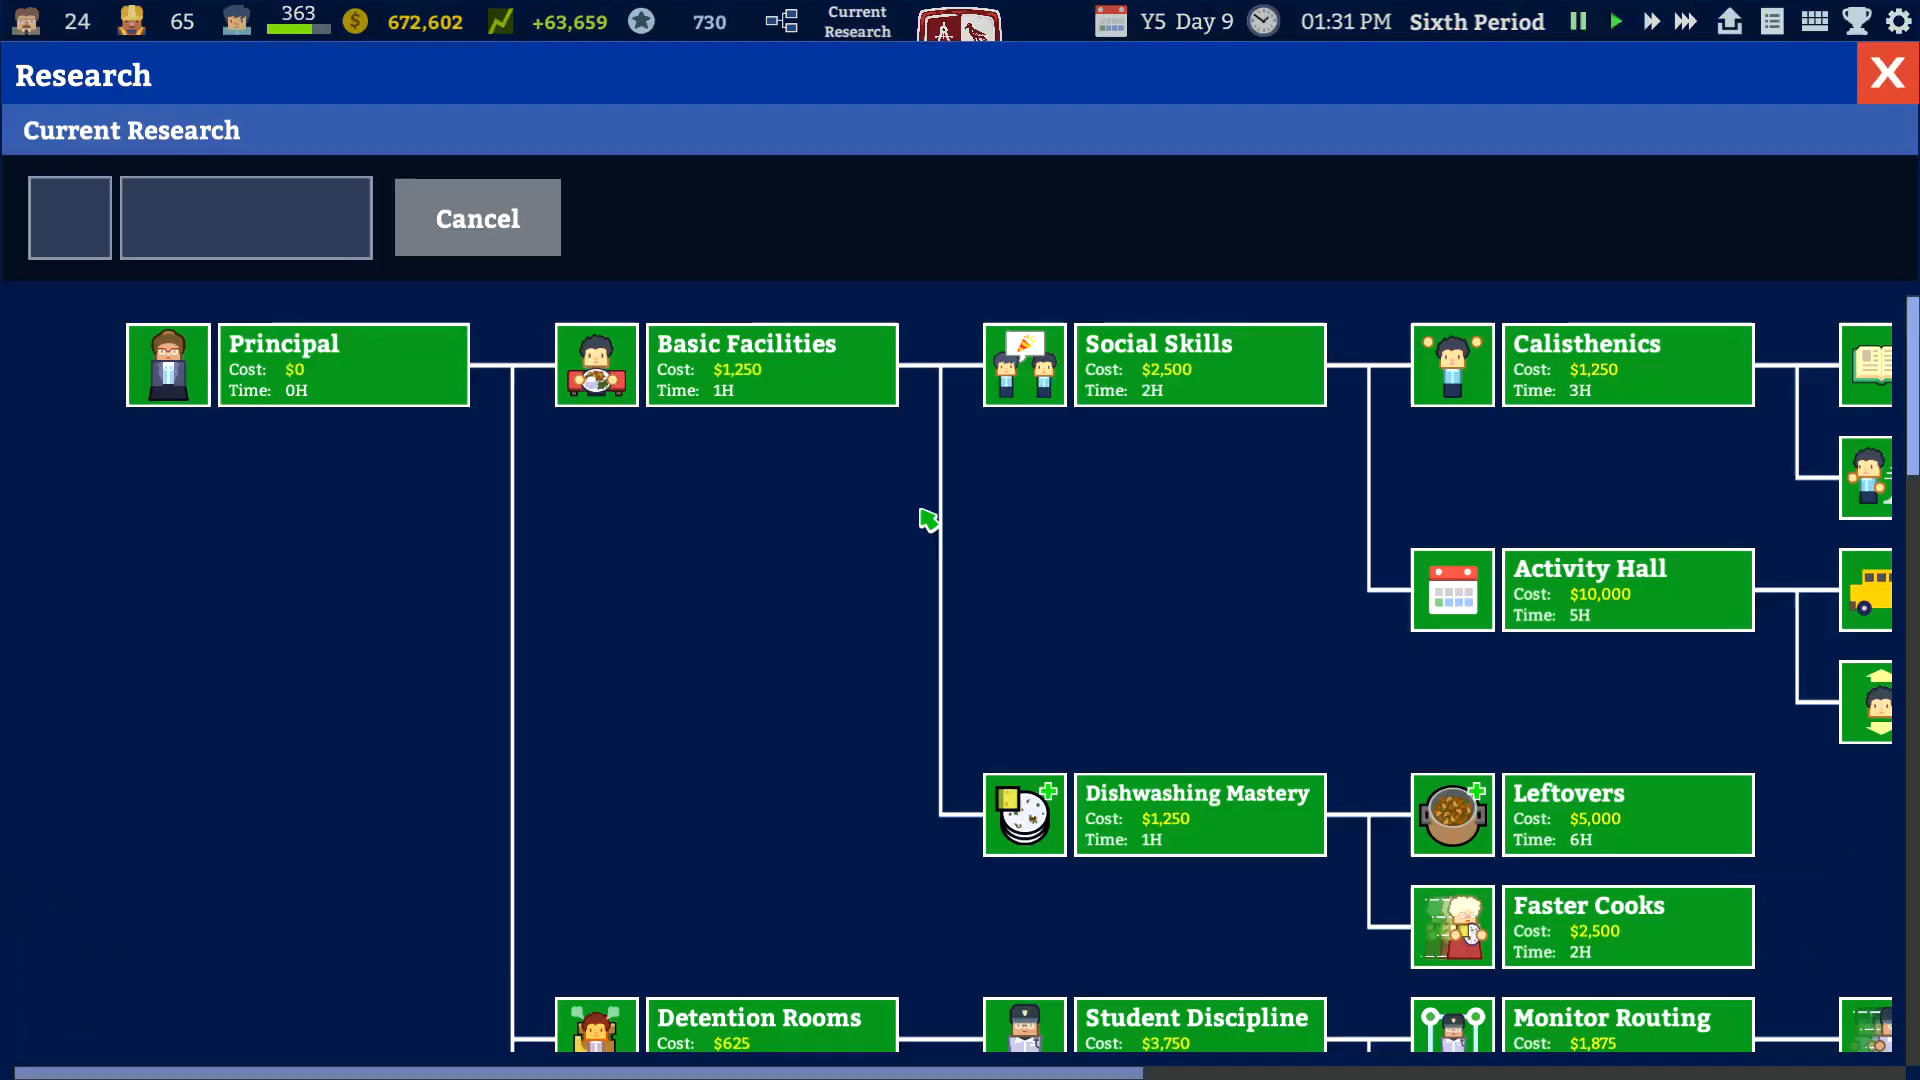 24 65 363 672,602 +63,659 730 Current Research Y5 Day 9 01:31 PM Sixth Period
Research X
Current Research
Cancel
Principal
Cost: $0
Time: 0H
Basic Facilities
Cost: $1,250
Time: 1H
Social Skills
Cost: $2,500
Time: 2H
Calisthenics
Cost: $1,250
Time: 3H
Activity Hall
Cost: $10,000
Time: 5H
Dishwashing Mastery
Cost: $1,250
Time: 1H
Leftovers
Cost: $5,000
Time: 6H
Faster Cooks
Cost: $2,500
Time: 2H
Detention Rooms
Cost: $625
Student Discipline
Cost: $3,750
Monitor Routing
Cost: $1,875